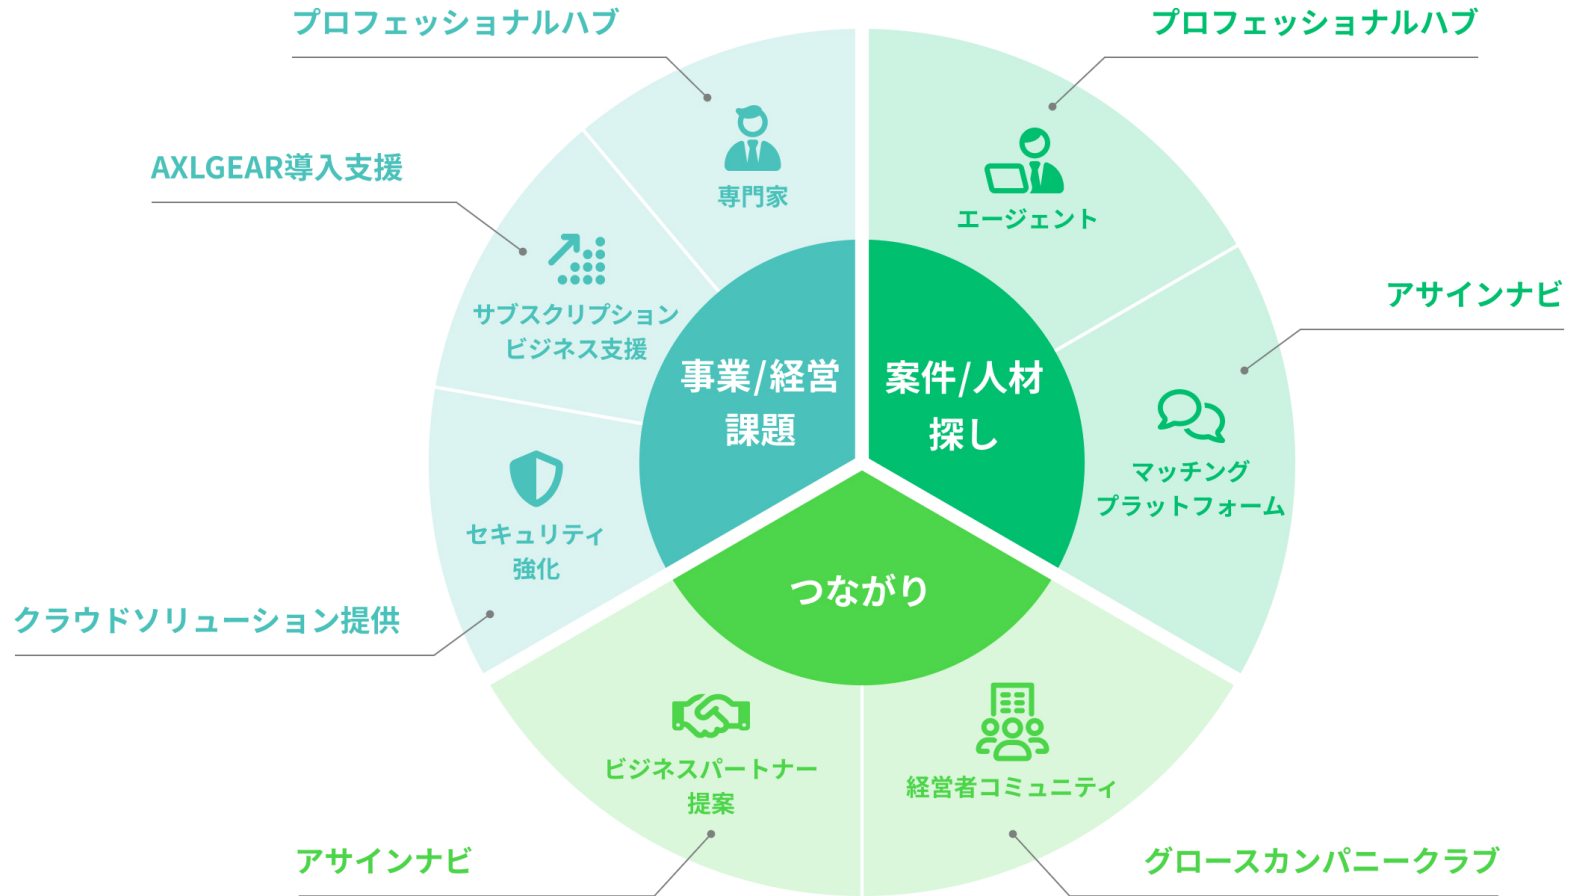 プロフェッショナルハブ
プロフェッショナルハブ
AXLGEAR導入支援
専門家
エージェント
サブスクリプション
ビジネス支援
アサインナビ
事業/経営
課題
案件/人材
探し
マッチング
プラットフォーム
セキュリティ
強化
つながり
クラウドソリューション提供
ビジネスパートナー
提案
経営者コミュニティ
アサインナビ
グロースカンパニークラブ